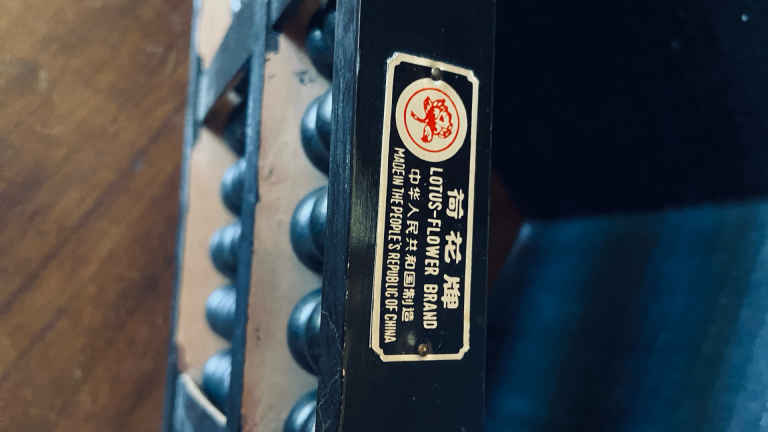 荷花牌
LOTUS-FLOWER BRAND
中华人民共和国制造
MADE IN THE PEOPLE'S REPUBLIC OF CHINA